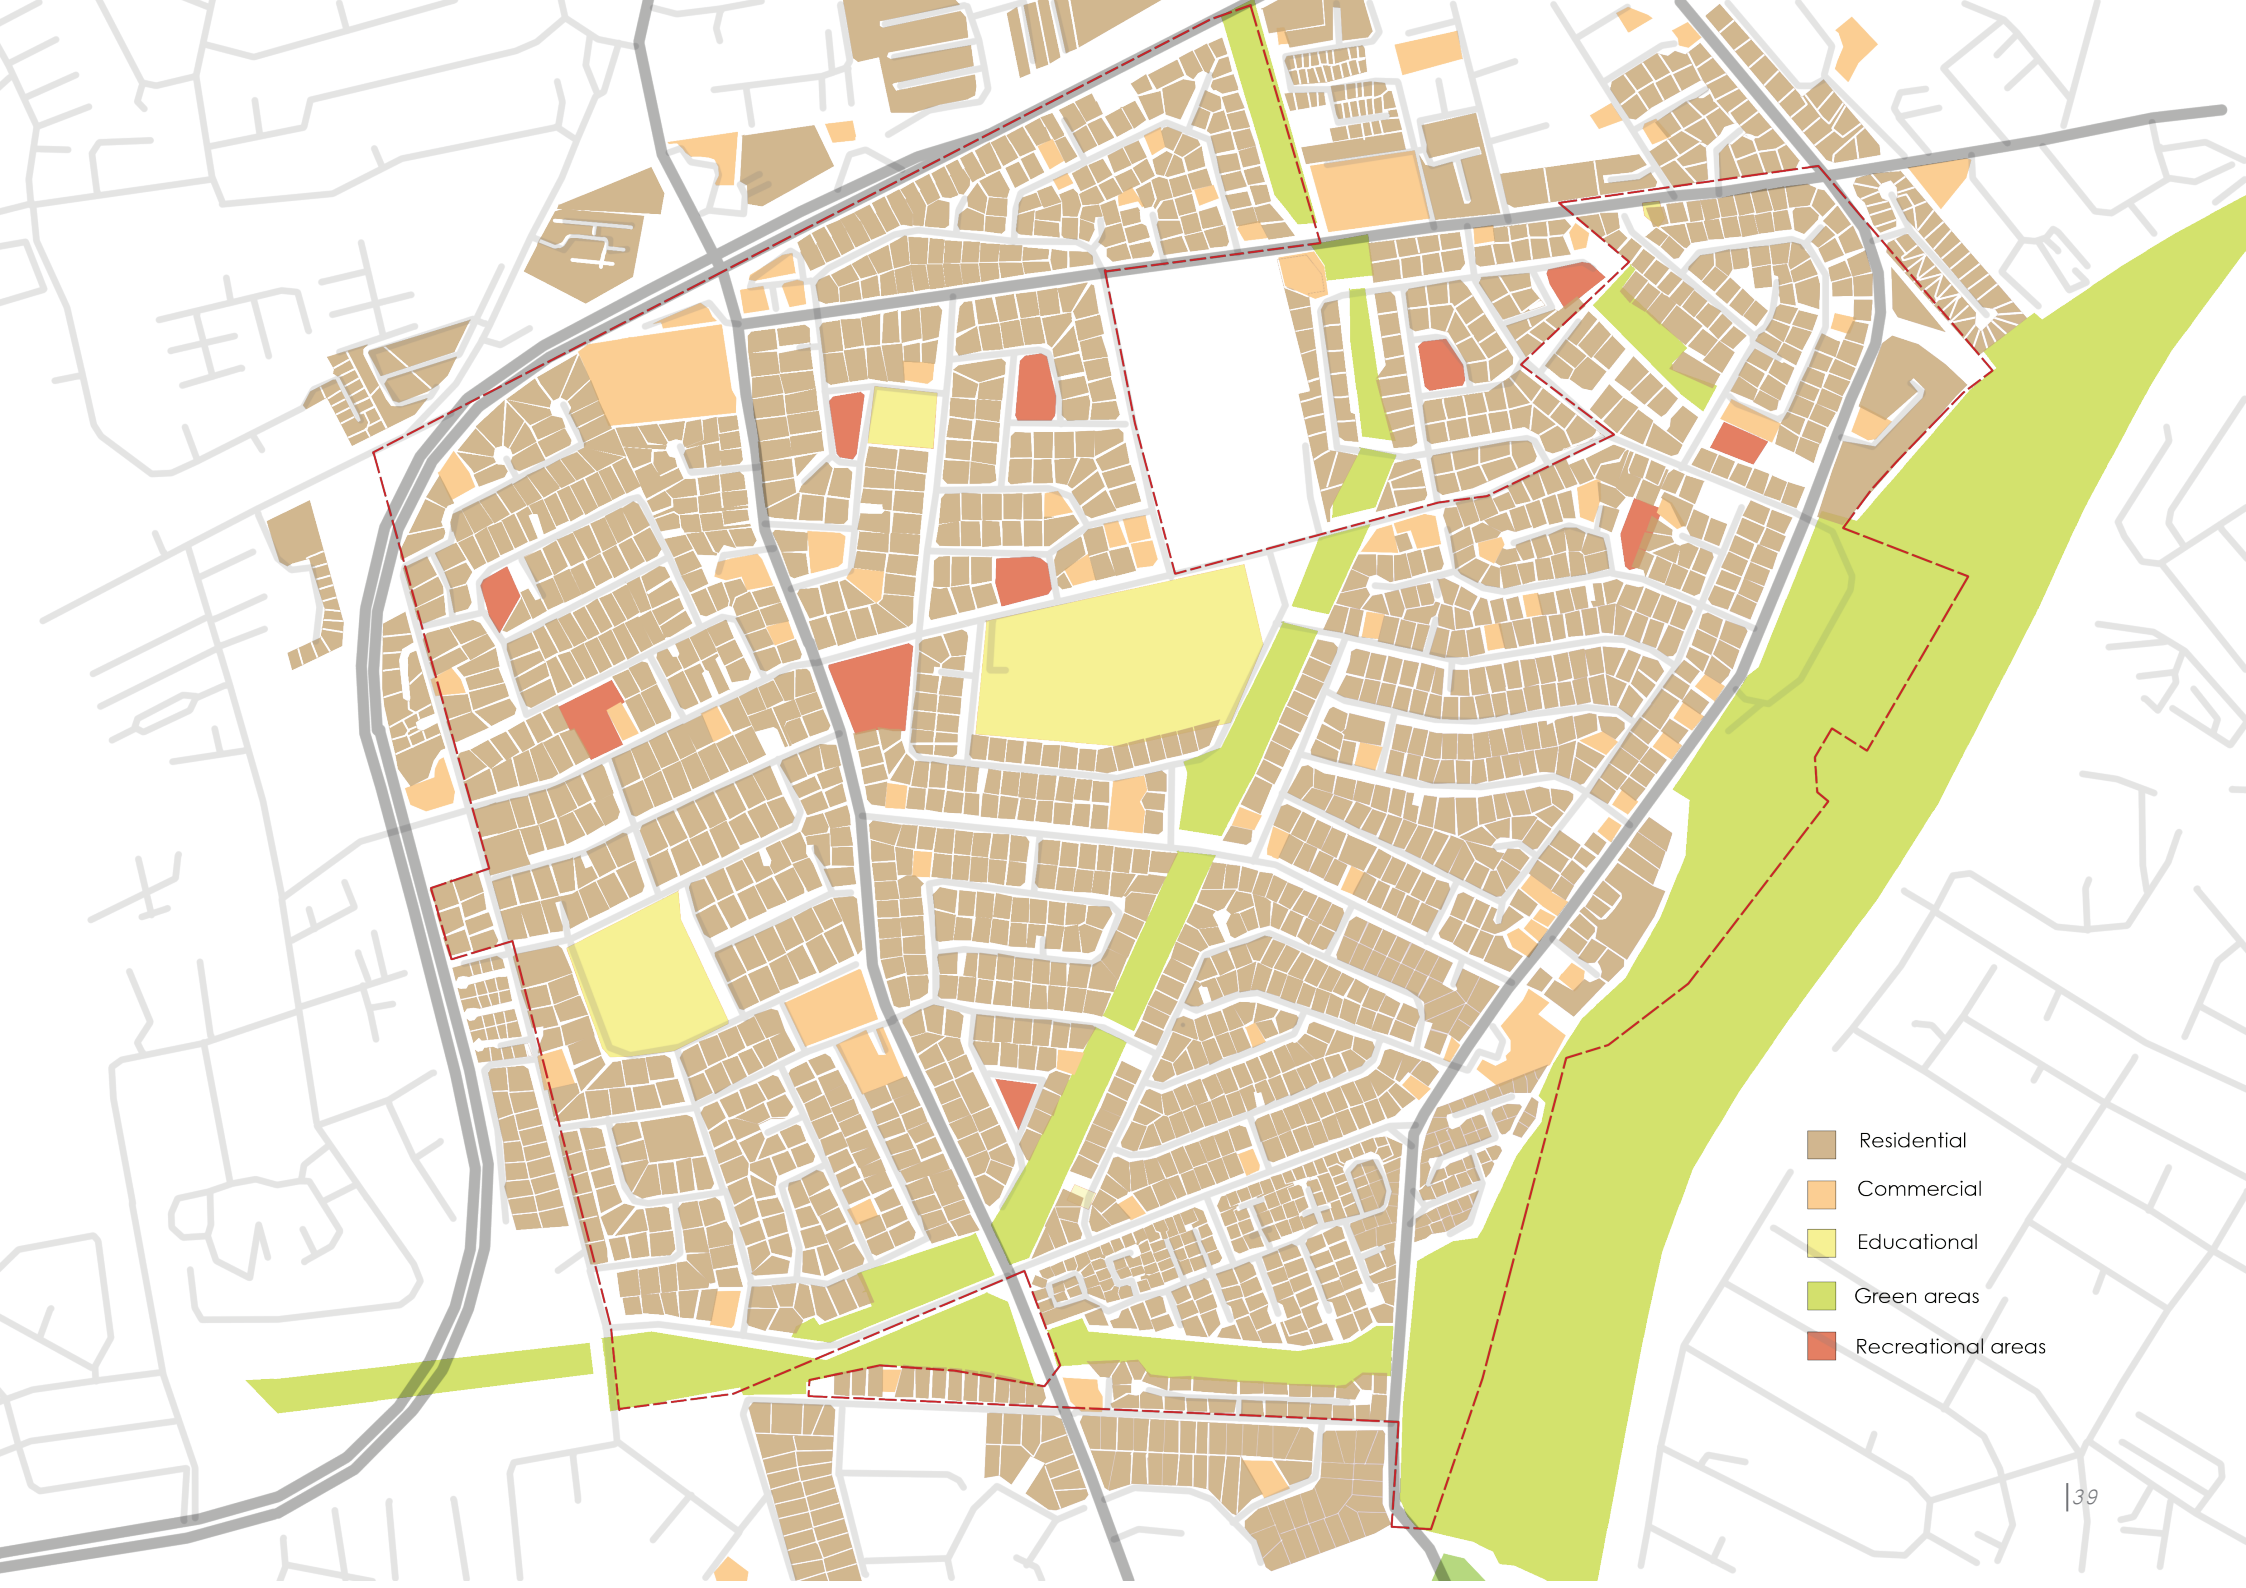 Residential
Commercial
Educational
Green areas
Recreational areas
|39